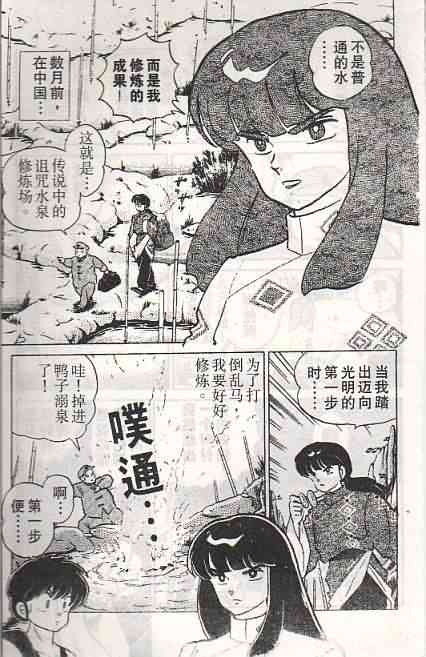 不是普
通的水
……
而是我
修炼的
成果！
数月前，
在中国…
这就是…
传说中的
诅咒水泉
修炼场。
当我踏
出迈向
光明的
第一步
时……
为了打
倒乱马，
我要好好
修炼。
噗通…
哇！掉进
鸭子溺泉
了！
啊…
第一步
便……